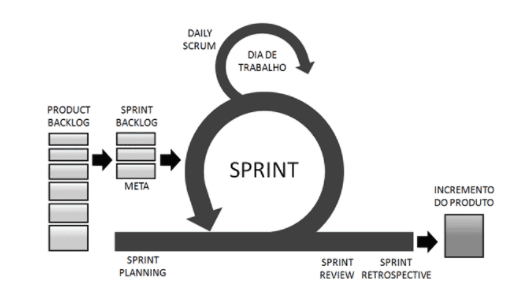 DAILY
SCRUM
DIA DE
TRABALHO
PRODUCT
BACKLOG
SPRINT
BACKLOG
META
SPRINT
INCREMENTO
DO PRODUTO
SPRINT
PLANNING
SPRINT
REVIEW
SPRINT
RETROSPECTIVE